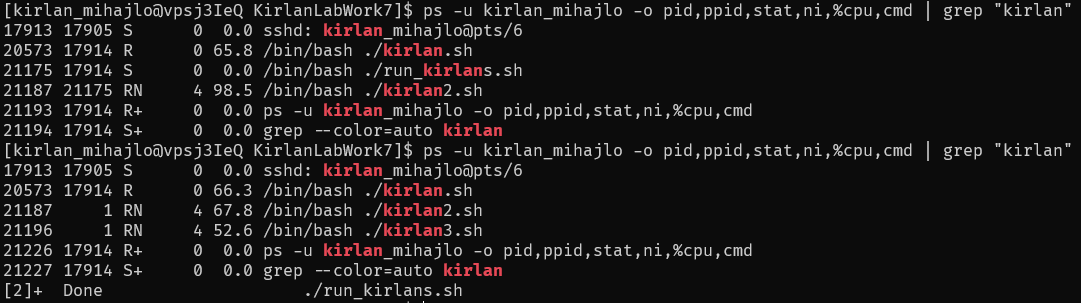 [kirlan_mihajlo@vpsj3IeQ KirlanLabWork7]$ ps -u kirlan_mihajlo -o pid,ppid,stat,ni,%cpu,cmd | grep "kirlan"
17913 17905 S      0  0.0 sshd: kirlan_mihajlo@pts/6
20573 17914 R      0 65.8 /bin/bash ./kirlan.sh
21175 17914 S      0  0.0 /bin/bash ./run_kirlans.sh
21187 21175 RN     4 98.5 /bin/bash ./kirlan2.sh
21193 17914 R+     0  0.0 ps -u kirlan_mihajlo -o pid,ppid,stat,ni,%cpu,cmd
21194 17914 S+     0  0.0 grep --color=auto kirlan
[kirlan_mihajlo@vpsj3IeQ KirlanLabWork7]$ ps -u kirlan_mihajlo -o pid,ppid,stat,ni,%cpu,cmd | grep "kirlan"
17913 17905 S      0  0.0 sshd: kirlan_mihajlo@pts/6
20573 17914 R      0 66.3 /bin/bash ./kirlan.sh
21187     1 RN     4 67.8 /bin/bash ./kirlan2.sh
21196     1 RN     4 52.6 /bin/bash ./kirlan3.sh
21226 17914 R+     0  0.0 ps -u kirlan_mihajlo -o pid,ppid,stat,ni,%cpu,cmd
21227 17914 S+     0  0.0 grep --color=auto kirlan
[2]+  Done                    ./run_kirlans.sh